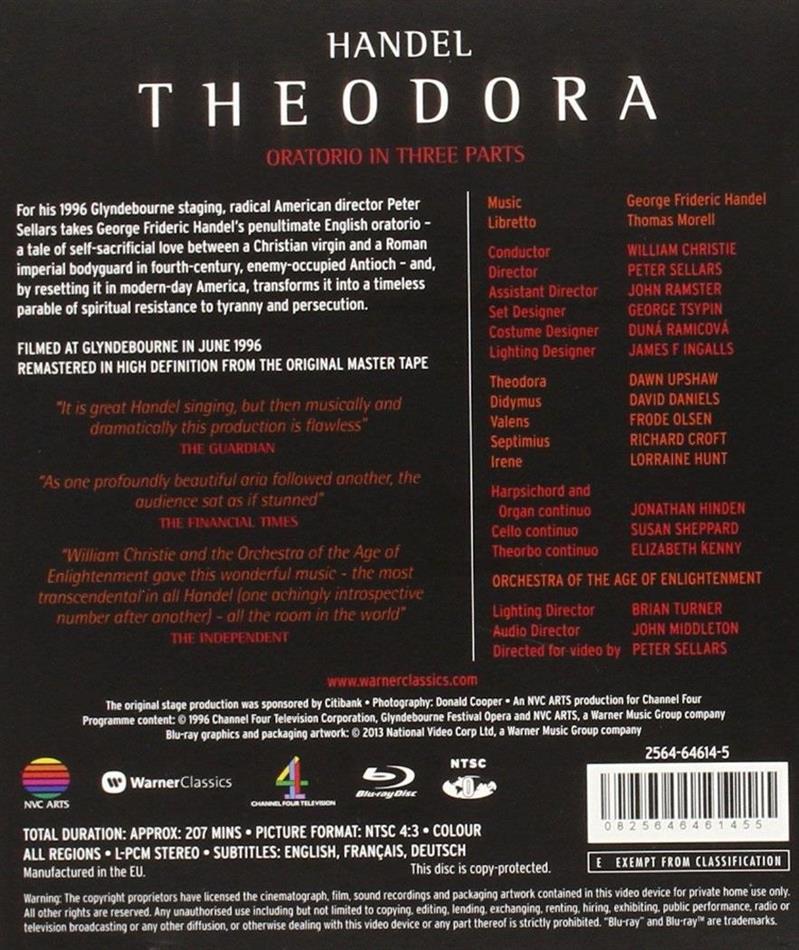 HANDEL
THEODORA
ORATORIO IN THREE PARTS
For his 1996 Glyndebourne staging, radical American director Peter
Sellars takes George Frideric Handel's penultimate English oratorio –
a tale of self-sacrificial love between a Christian virgin and a Roman
imperial bodyguard in fourth-century, enemy-occupied Antioch – and,
by resetting it in modern-day America, transforms it into a timeless
parable of spiritual resistance to tyranny and persecution.
FILMED AT GLYNDEBOURNE IN JUNE 1996
REMASTERED IN HIGH DEFINITION FROM THE ORIGINAL MASTER TAPE
"It is great Handel singing, but then musically and
dramatically this production is flawless"
THE GUARDIAN
"As one profoundly beautiful aria followed another, the
audience sat as if stunned"
THE FINANCIAL TIMES
"William Christie and the Orchestra of the Age of
Enlightenment gave this wonderful music - the most
transcendental in all Handel (one achingly introspective
number after another) - all the room in the world"
THE INDEPENDENT
Music George Frideric Handel
Libretto Thomas Morell
Conductor WILLIAM CHRISTIE
Director PETER SELLARS
Assistant Director JOHN RAMSTER
Set Designer GEORGE TSYPIN
Costume Designer DUNÁ RAMICOVÁ
Lighting Designer JAMES F INGALLS
Theodora DAWN UPSHAW
Didymus DAVID DANIELS
Valens FRODE OLSEN
Septimius RICHARD CROFT
Irene LORRAINE HUNT
Harpsichord and
Organ continuo JONATHAN HINDEN
Cello continuo SUSAN SHEPPARD
Theorbo continuo ELIZABETH KENNY
ORCHESTRA OF THE AGE OF ENLIGHTENMENT
Lighting Director BRIAN TURNER
Audio Director JOHN MIDDLETON
Directed for video by PETER SELLARS
www.warnerclassics.com
The original stage production was sponsored by Citibank • Photography: Donald Cooper • An NVC ARTS production for Channel Four
Programme content: © 1996 Channel Four Television Corporation, Glyndebourne Festival Opera and NVC ARTS, a Warner Music Group company
Blu-ray graphics and packaging artwork: © 2013 National Video Corp Ltd, a Warner Music Group company
NVC ARTS
WarnerClassics
4
CHANNEL FOUR TELEVISION
Blu-ray Disc
NTSC
0
2564-64614-5
0825646461455
E EXEMPT FROM CLASSIFICATION
TOTAL DURATION: APPROX: 207 MINS • PICTURE FORMAT: NTSC 4:3 • COLOUR
ALL REGIONS • L-PCM STEREO • SUBTITLES: ENGLISH, FRANÇAIS, DEUTSCH
Manufactured in the EU. This disc is copy-protected.
Warning: The copyright proprietors have licensed the cinematograph, film, sound recordings and packaging artwork contained in this video device for private home use only.
All other rights are reserved. Any unauthorised use including but not limited to copying, editing, lending, exchanging, renting, hiring, exhibiting, public performance, radio or
television broadcasting or any other diffusion, or otherwise dealing with this video device or any part thereof is strictly prohibited. "Blu-ray" and Blu-ray™ are trademarks.